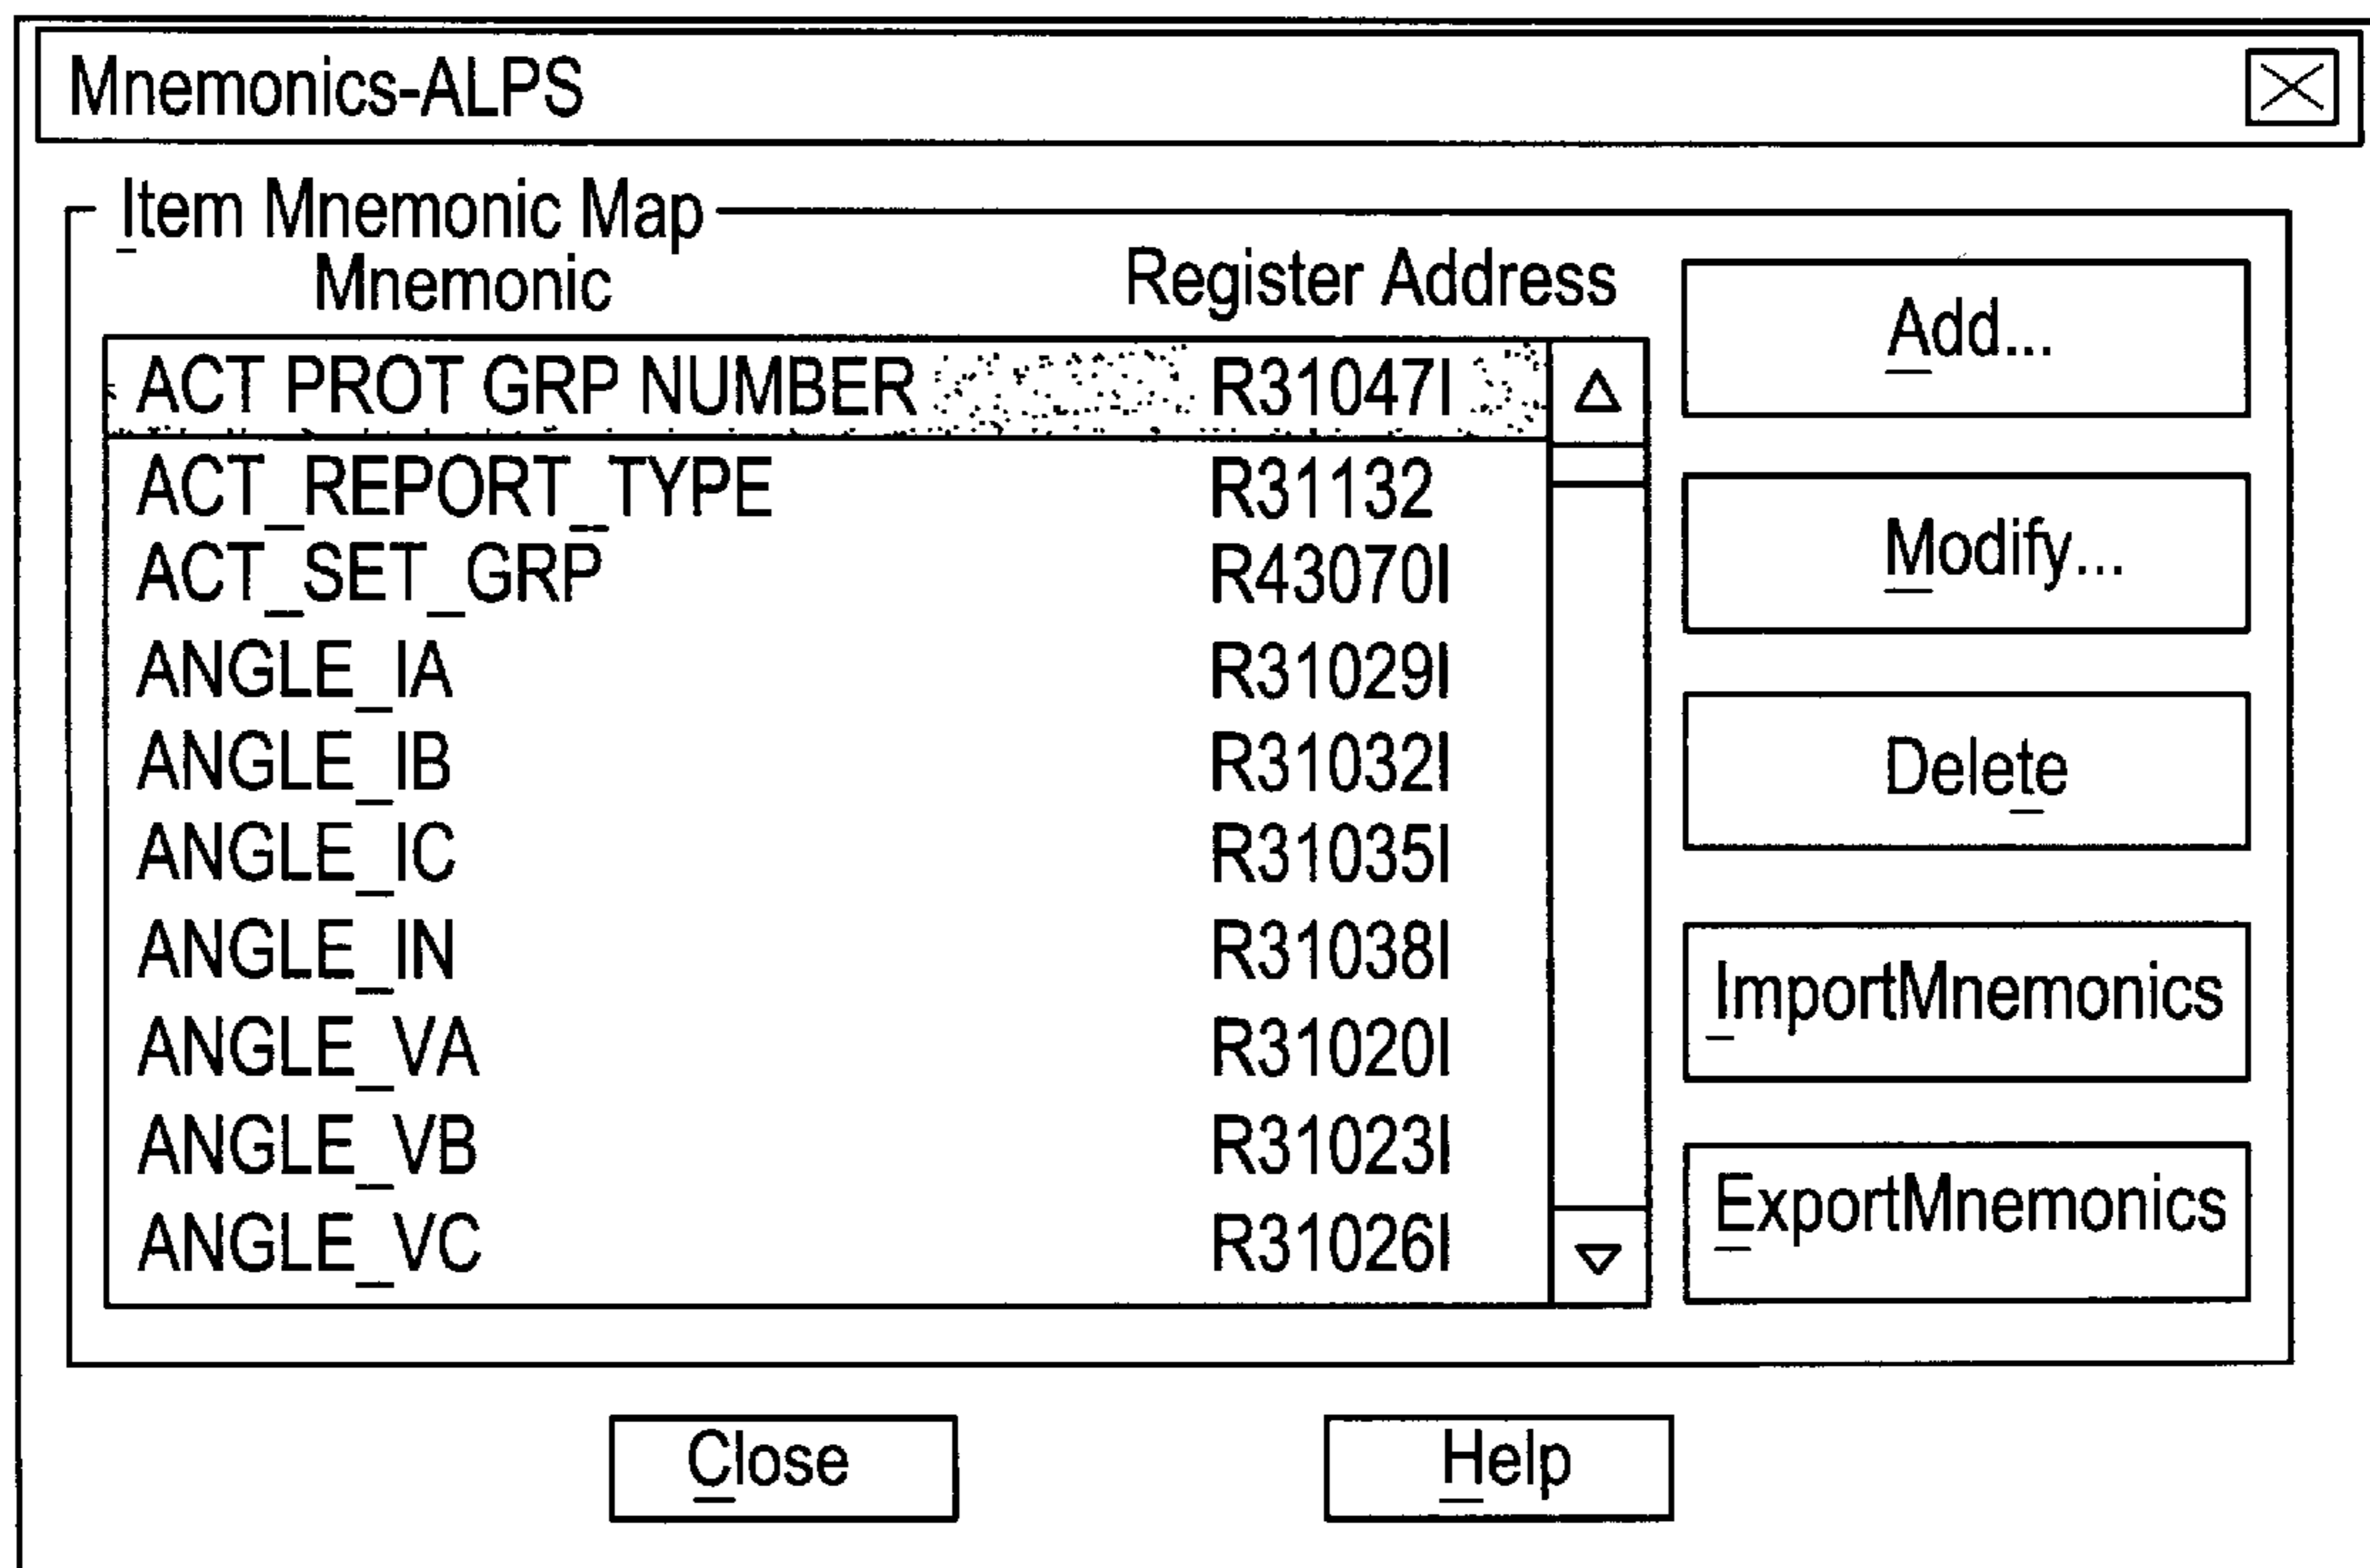 Mnemonics-ALPS
Item Mnemonic Map
Mnemonic Register Address
ACT PROT GRP NUMBER R31047I
ACT_REPORT_TYPE R31132
ACT_SET_GRP R43070I
ANGLE_IA R31029I
ANGLE_IB R31032I
ANGLE_IC R31035I
ANGLE_IN R31038I
ANGLE_VA R31020I
ANGLE_VB R31023I
ANGLE_VC R31026I
Add...
Modify...
Delete
ImportMnemonics
ExportMnemonics
Close Help